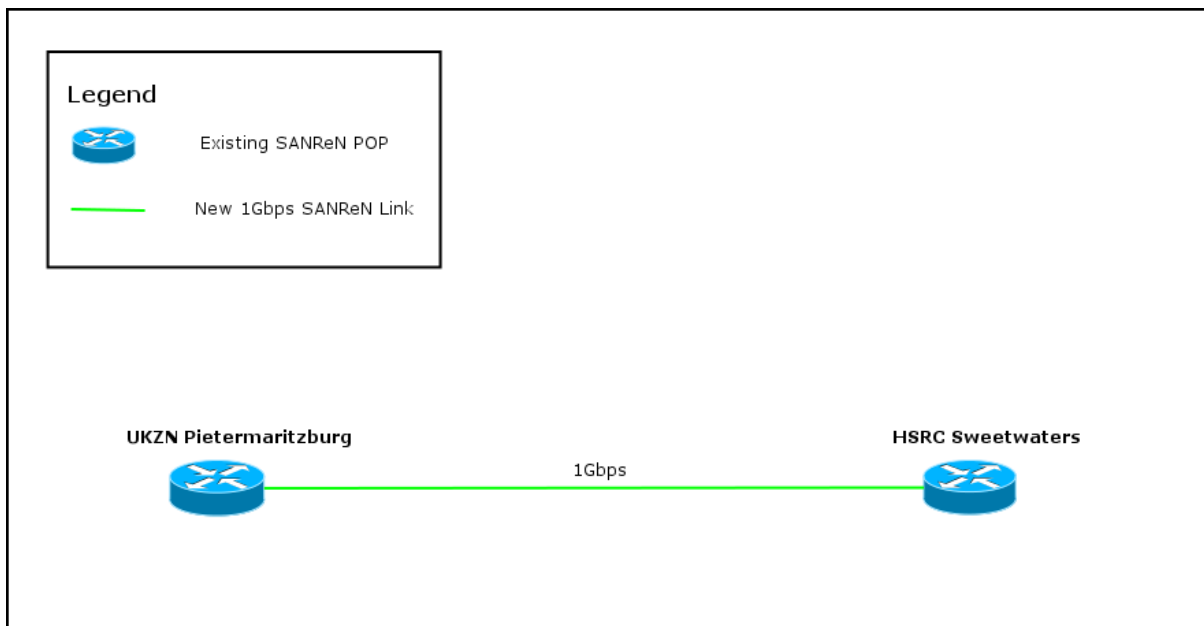 Legend
Existing SANReN POP
New 1Gbps SANReN Link
UKZN Pietermaritzburg
HSRC Sweetwaters
1Gbps